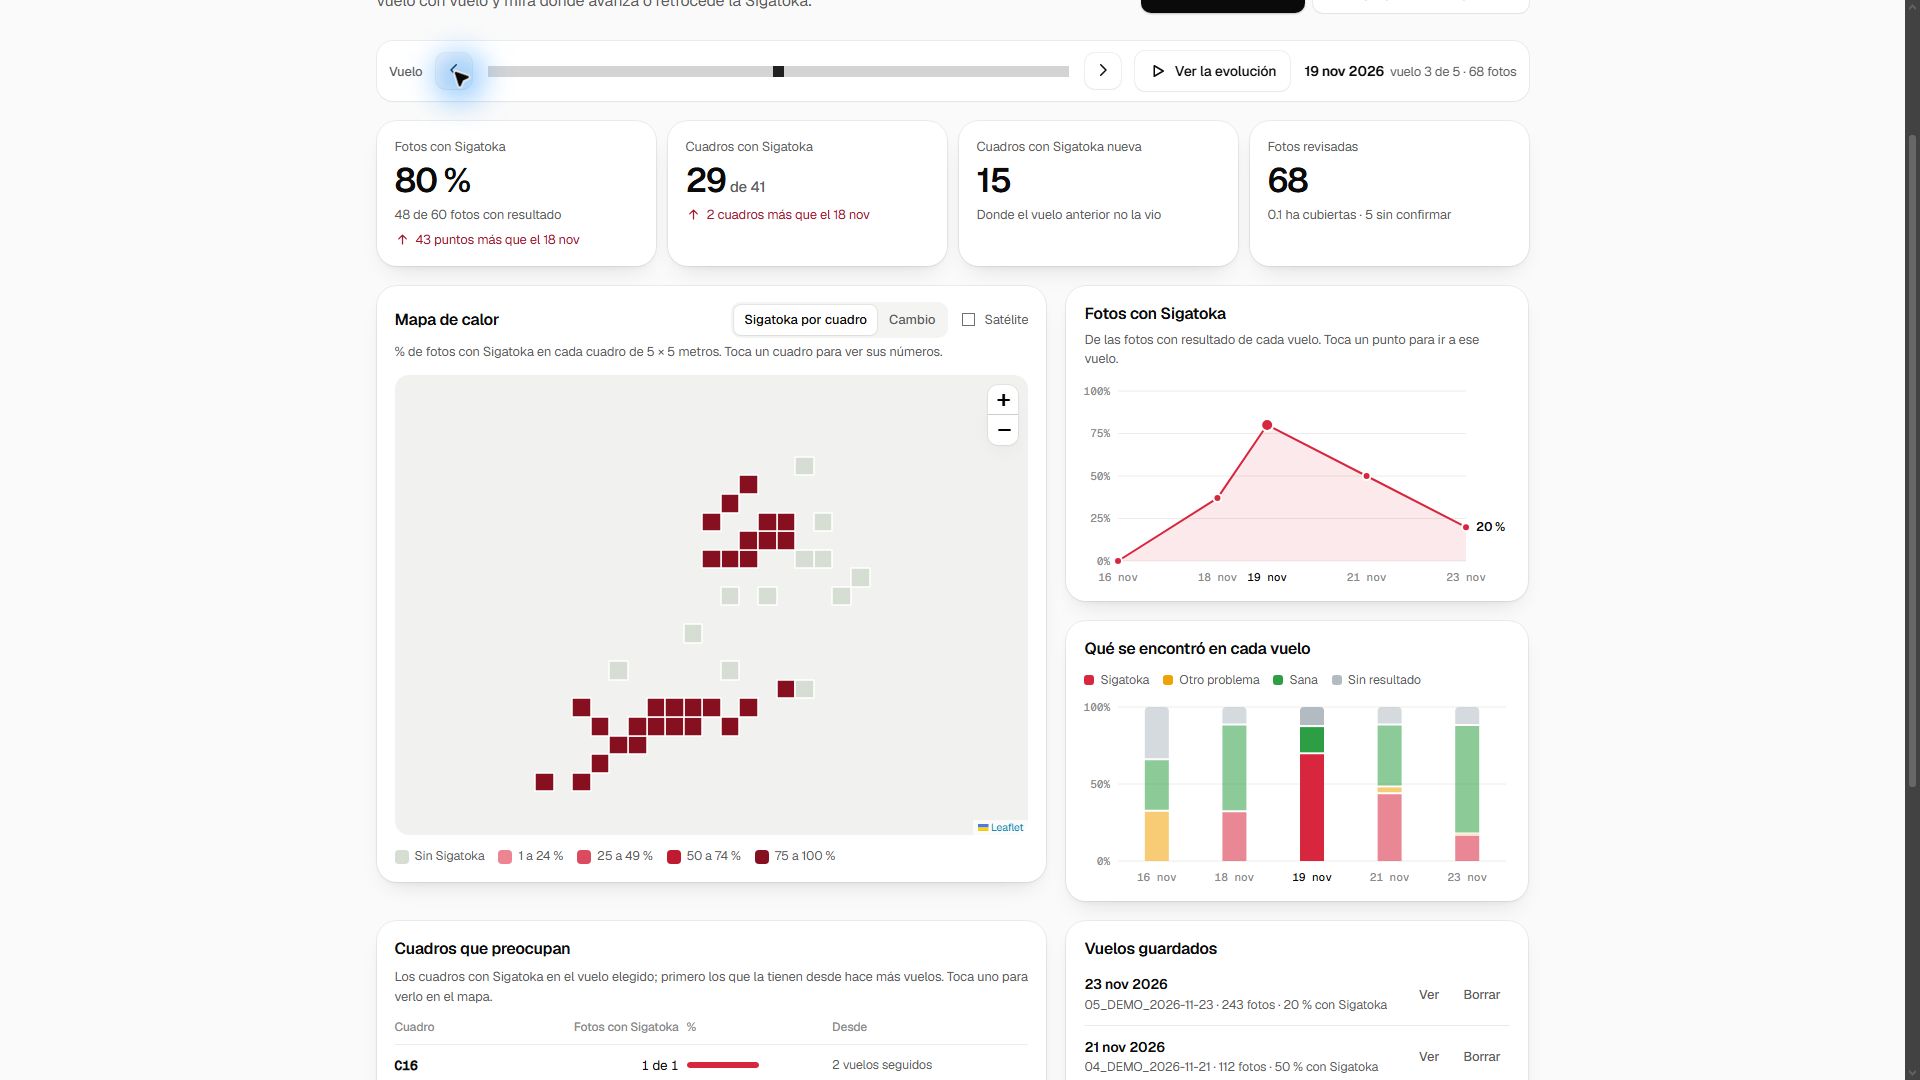 vuelo con vuelo y mira dónde avanza o retrocede la Sigatoka.
Vuelo
Ver la evolución
19 nov 2026 vuelo 3 de 5 · 68 fotos
Fotos con Sigatoka
80 %
48 de 60 fotos con resultado
↑ 43 puntos más que el 18 nov
Cuadros con Sigatoka
29 de 41
↑ 2 cuadros más que el 18 nov
Cuadros con Sigatoka nueva
15
Donde el vuelo anterior no la vio
Fotos revisadas
68
0.1 ha cubiertas · 5 sin confirmar
Mapa de calor
Sigatoka por cuadro
Cambio
Satélite
% de fotos con Sigatoka en cada cuadro de 5 × 5 metros. Toca un cuadro para ver sus números.
+
−
Leaflet
Sin Sigatoka
1 a 24 %
25 a 49 %
50 a 74 %
75 a 100 %
Fotos con Sigatoka
De las fotos con resultado de cada vuelo. Toca un punto para ir a ese
vuelo.
100%
75%
50%
25%
0%
20 %
16 nov
18 nov
19 nov
21 nov
23 nov
Qué se encontró en cada vuelo
Sigatoka
Otro problema
Sana
Sin resultado
100%
50%
0%
16 nov
18 nov
19 nov
21 nov
23 nov
Cuadros que preocupan
Los cuadros con Sigatoka en el vuelo elegido; primero los que la tienen desde hace más vuelos. Toca uno para
verlo en el mapa.
Cuadro
Fotos con Sigatoka
%
Desde
C16
1 de 1
2 vuelos seguidos
Vuelos guardados
23 nov 2026
05_DEMO_2026-11-23 · 243 fotos · 20 % con Sigatoka
Ver
Borrar
21 nov 2026
04_DEMO_2026-11-21 · 112 fotos · 50 % con Sigatoka
Ver
Borrar